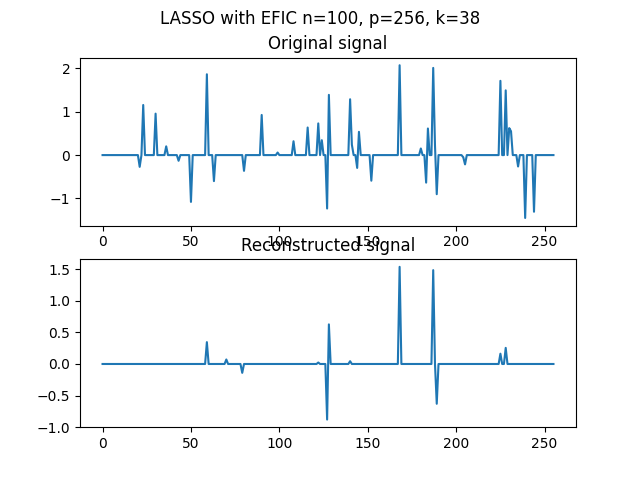 LASSO with EFIC n=100, p=256, k=38
Original signal
2
1
0
−1
0 50 100 150 200 250
Reconstructed signal
1.5
1.0
0.5
0.0
−0.5
−1.0
0 50 100 150 200 250